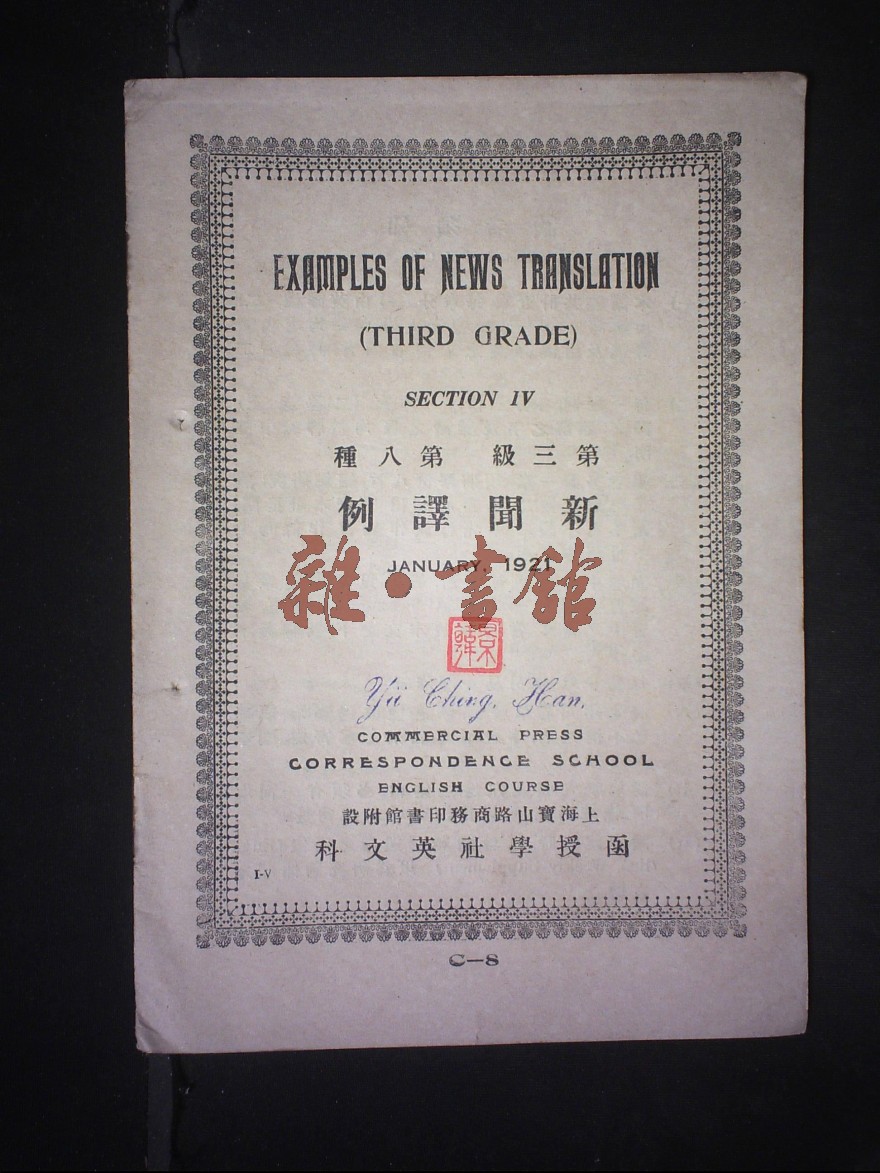 EXAMPLES OF NEWS TRANSLATION
(THIRD GRADE)
SECTION IV
第三級 第八種
新聞譯例
JANUARY, 1921
雜·書館
Yü Ching Han.
COMMERCIAL PRESS
CORRESPONDENCE SCHOOL
ENGLISH COURSE
上海寶山路商務印書館附設
函授學社英文科
I-V
C—8